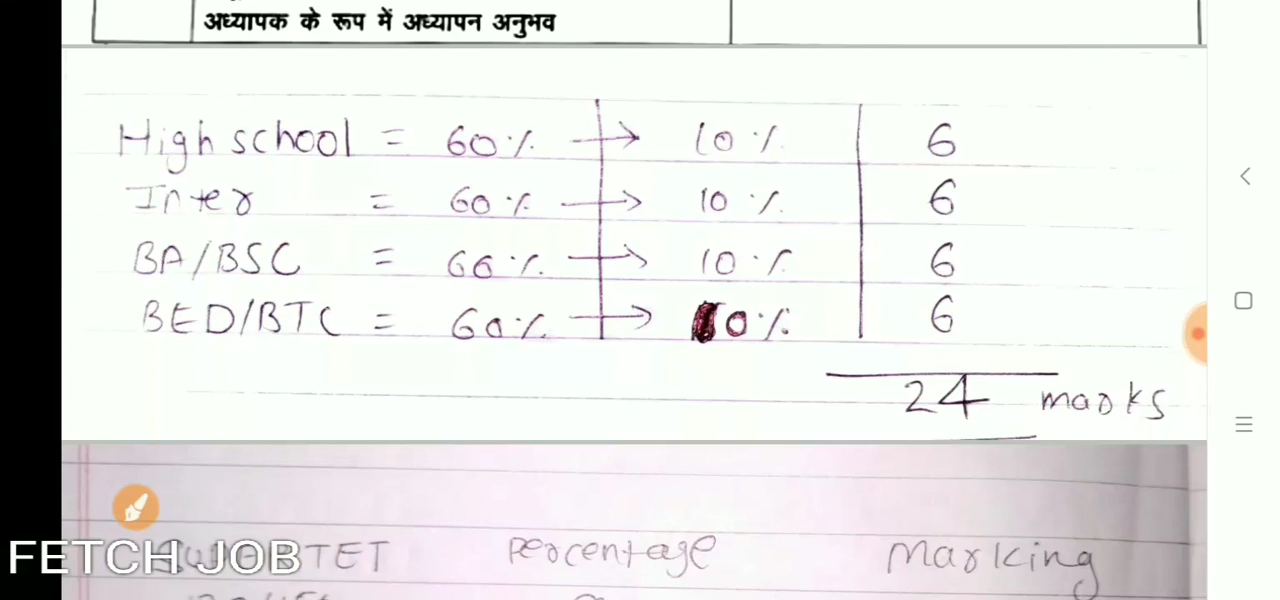 अध्यापक के रूप में अध्यापन अनुभव
High school = 60% → 10% 6
Inter = 60% → 10% 6
BA/BSC = 60% → 10% 6
BED/BTC = 60% → 10% 6
24 marks
TET Percentage Marking
FETCH JOB